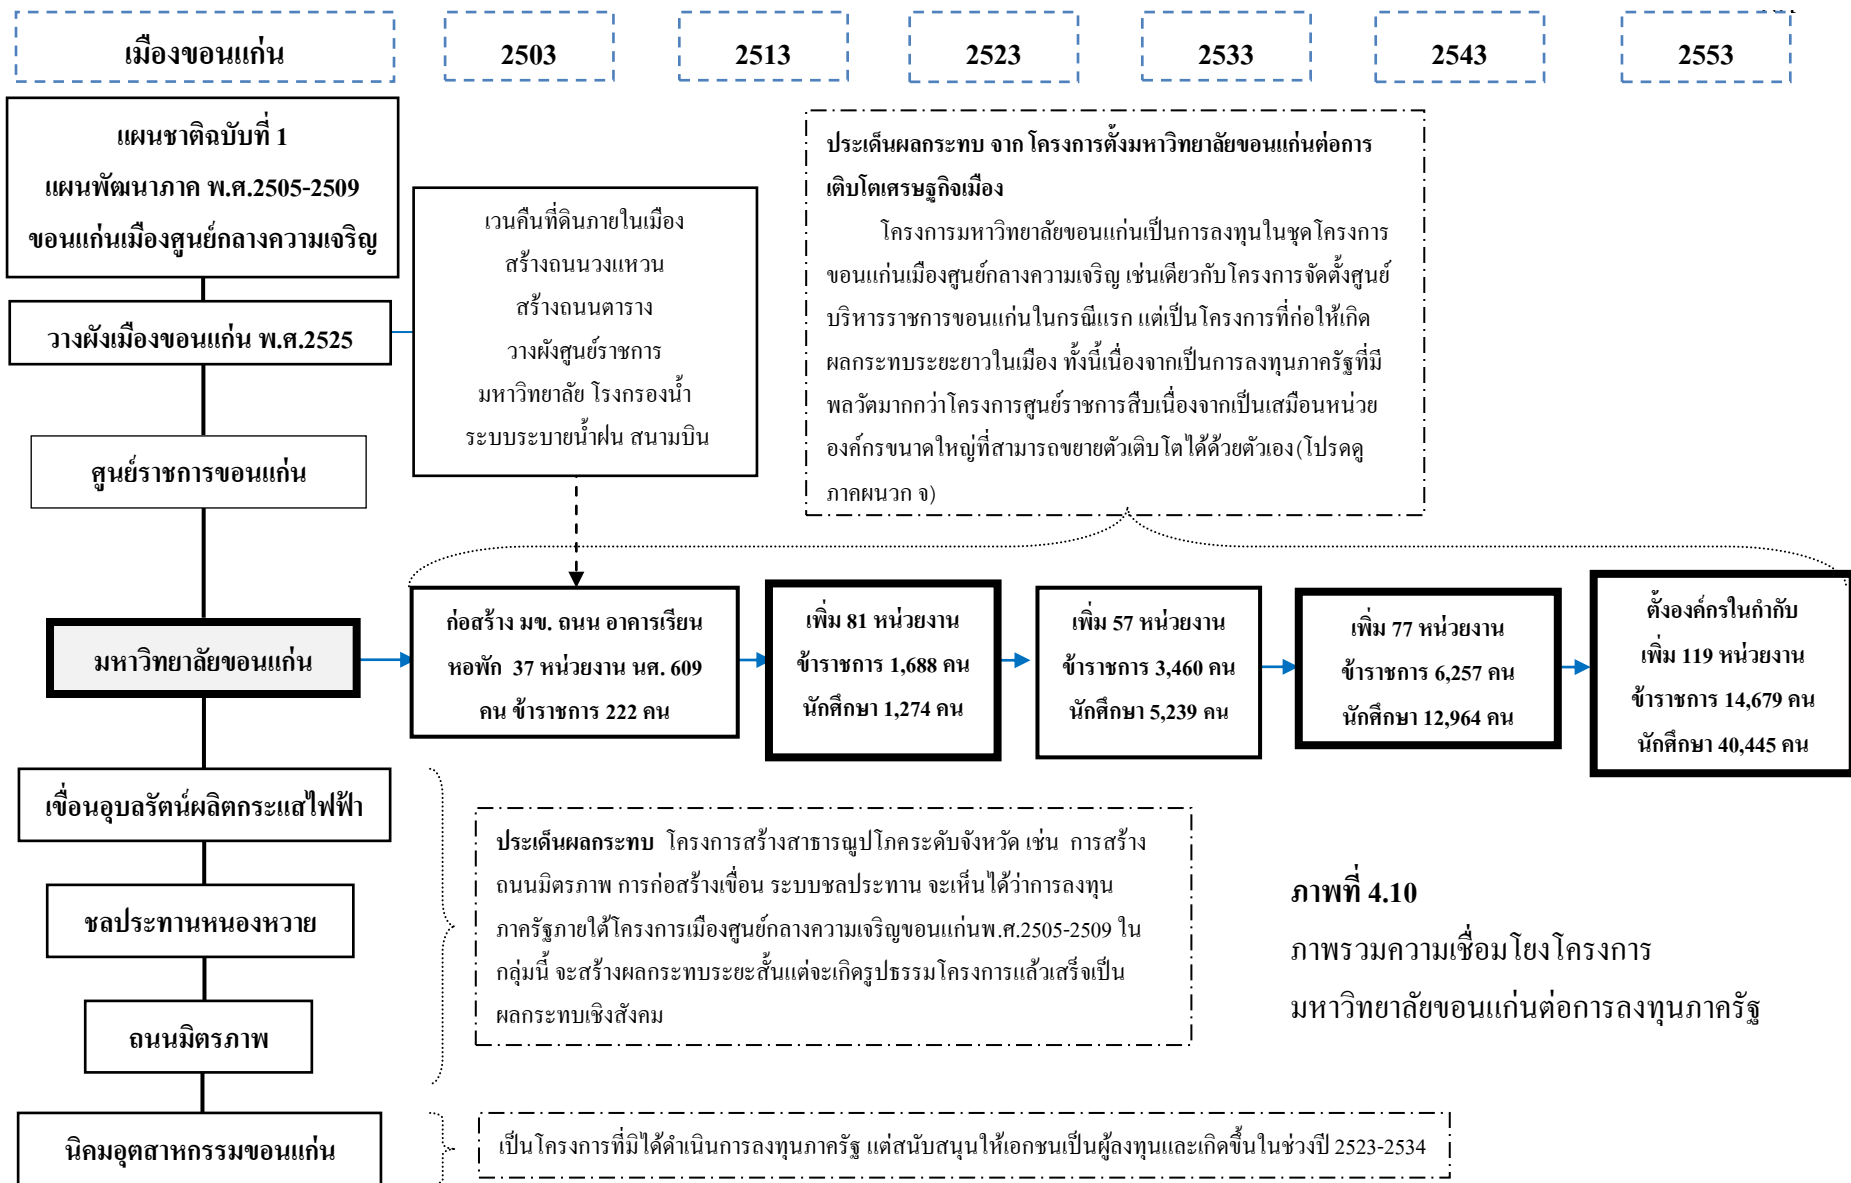 เมืองขอนแก่น
2503
2513
2523
2533
2543
2553
แผนชาติฉบับที่ 1
แผนพัฒนาภาค พ.ศ.2505-2509
ขอนแก่นเมืองศูนย์กลางความเจริญ
วางผังเมืองขอนแก่น พ.ศ.2525
เวนคืนที่ดินภายในเมือง
สร้างถนนวงแหวน
สร้างถนนตาราง
วางผังศูนย์ราชการ
มหาวิทยาลัย โรงกรองน้ำ
ระบบระบายน้ำฝน สนามบิน
ประเด็นผลกระทบ จาก โครงการตั้งมหาวิทยาลัยขอนแก่นต่อการ
เติบโตเศรษฐกิจเมือง
โครงการมหาวิทยาลัยขอนแก่นเป็นการลงทุนในชุดโครงการ
ขอนแก่นเมืองศูนย์กลางความเจริญ เช่นเดียวกับโครงการจัดตั้งศูนย์
บริหารราชการขอนแก่นในกรณีแรก แต่เป็นโครงการที่ก่อให้เกิด
ผลกระทบระยะยาวในเมือง ทั้งนี้เนื่องจากเป็นการลงทุนภาครัฐที่มี
พลวัตมากกว่าโครงการศูนย์ราชการสืบเนื่องจากเป็นเสมือนหน่วย
องค์กรขนาดใหญ่ที่สามารถขยายตัวเติบโตได้ด้วยตัวเอง(โปรดดู
ภาคผนวก จ)
ศูนย์ราชการขอนแก่น
มหาวิทยาลัยขอนแก่น
ก่อสร้าง มข. ถนน อาคารเรียน
หอพัก 37 หน่วยงาน นศ. 609
คน ข้าราชการ 222 คน
เพิ่ม 81 หน่วยงาน
ข้าราชการ 1,688 คน
นักศึกษา 1,274 คน
เพิ่ม 57 หน่วยงาน
ข้าราชการ 3,460 คน
นักศึกษา 5,239 คน
เพิ่ม 77 หน่วยงาน
ข้าราชการ 6,257 คน
นักศึกษา 12,964 คน
ตั้งองค์กรในกำกับ
เพิ่ม 119 หน่วยงาน
ข้าราชการ 14,679 คน
นักศึกษา 40,445 คน
เขื่อนอุบลรัตน์ผลิตกระแสไฟฟ้า
ชลประทานหนองหวาย
ถนนมิตรภาพ
นิคมอุตสาหกรรมขอนแก่น
ประเด็นผลกระทบ โครงการสร้างสาธารณูปโภคระดับจังหวัด เช่น การสร้าง
ถนนมิตรภาพ การก่อสร้างเขื่อน ระบบชลประทาน จะเห็นได้ว่าการลงทุน
ภาครัฐภายใต้โครงการเมืองศูนย์กลางความเจริญขอนแก่นพ.ศ.2505-2509 ใน
กลุ่มนี้ จะสร้างผลกระทบระยะสั้นแต่จะเกิดรูปธรรมโครงการแล้วเสร็จเป็น
ผลกระทบเชิงสังคม
ภาพที่ 4.10
ภาพรวมความเชื่อมโยงโครงการ
มหาวิทยาลัยขอนแก่นต่อการลงทุนภาครัฐ
เป็นโครงการที่มิได้ดำเนินการลงทุนภาครัฐ แต่สนับสนุนให้เอกชนเป็นผู้ลงทุนและเกิดขึ้นในช่วงปี 2523-2534